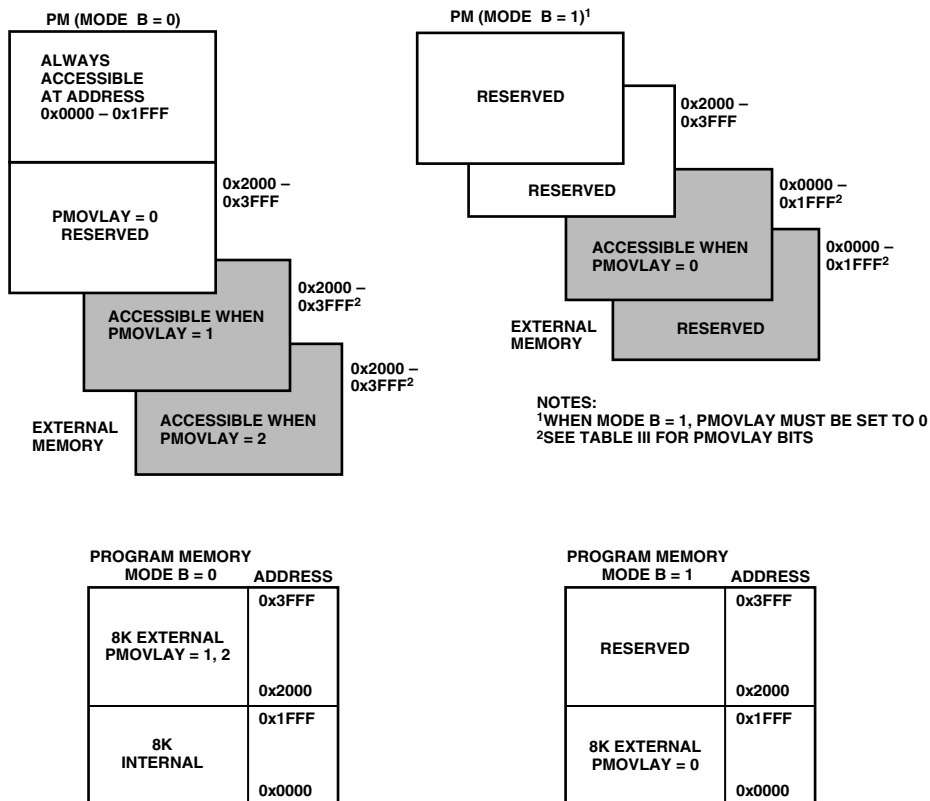 PM (MODE B = 0)
ALWAYS
ACCESSIBLE
AT ADDRESS
0x0000 – 0x1FFF
PMOVLAY = 0
RESERVED
0x2000 –
0x3FFF
ACCESSIBLE WHEN
PMOVLAY = 1
0x2000 –
0x3FFF²
ACCESSIBLE WHEN
PMOVLAY = 2
0x2000 –
0x3FFF²
EXTERNAL
MEMORY
PM (MODE B = 1)¹
RESERVED
0x2000 –
0x3FFF
RESERVED
0x0000 –
0x1FFF²
ACCESSIBLE WHEN
PMOVLAY = 0
0x0000 –
0x1FFF²
RESERVED
EXTERNAL
MEMORY
NOTES:
¹WHEN MODE B = 1, PMOVLAY MUST BE SET TO 0
²SEE TABLE III FOR PMOVLAY BITS
PROGRAM MEMORY
MODE B = 0 ADDRESS
0x3FFF
8K EXTERNAL
PMOVLAY = 1, 2
0x2000
0x1FFF
8K
INTERNAL
0x0000
PROGRAM MEMORY
MODE B = 1 ADDRESS
0x3FFF
RESERVED
0x2000
0x1FFF
8K EXTERNAL
PMOVLAY = 0
0x0000